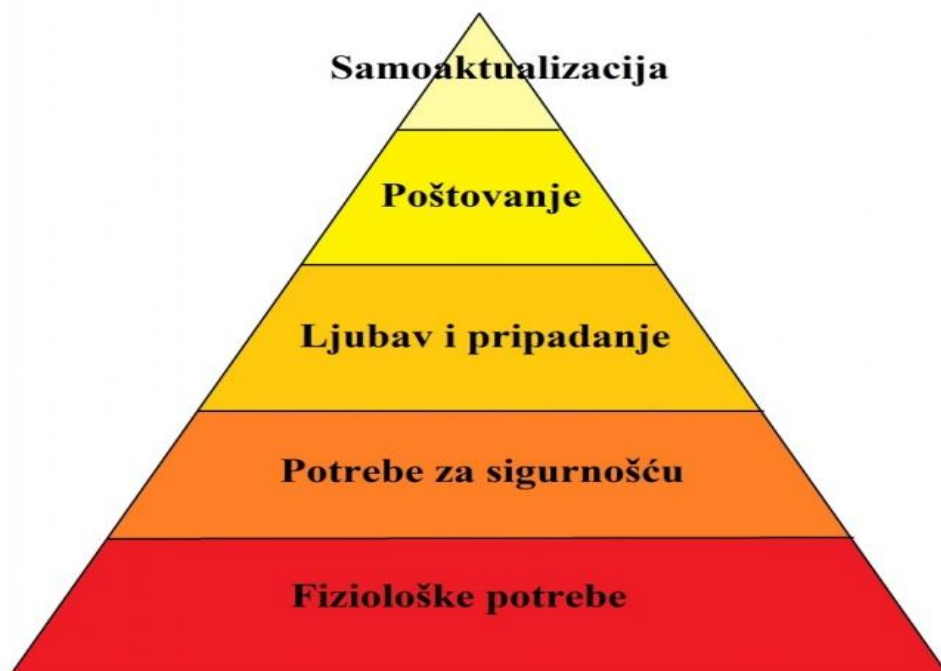 Samoaktualizacija
Poštovanje
Ljubav i pripadanje
Potrebe za sigurnošću
Fiziološke potrebe